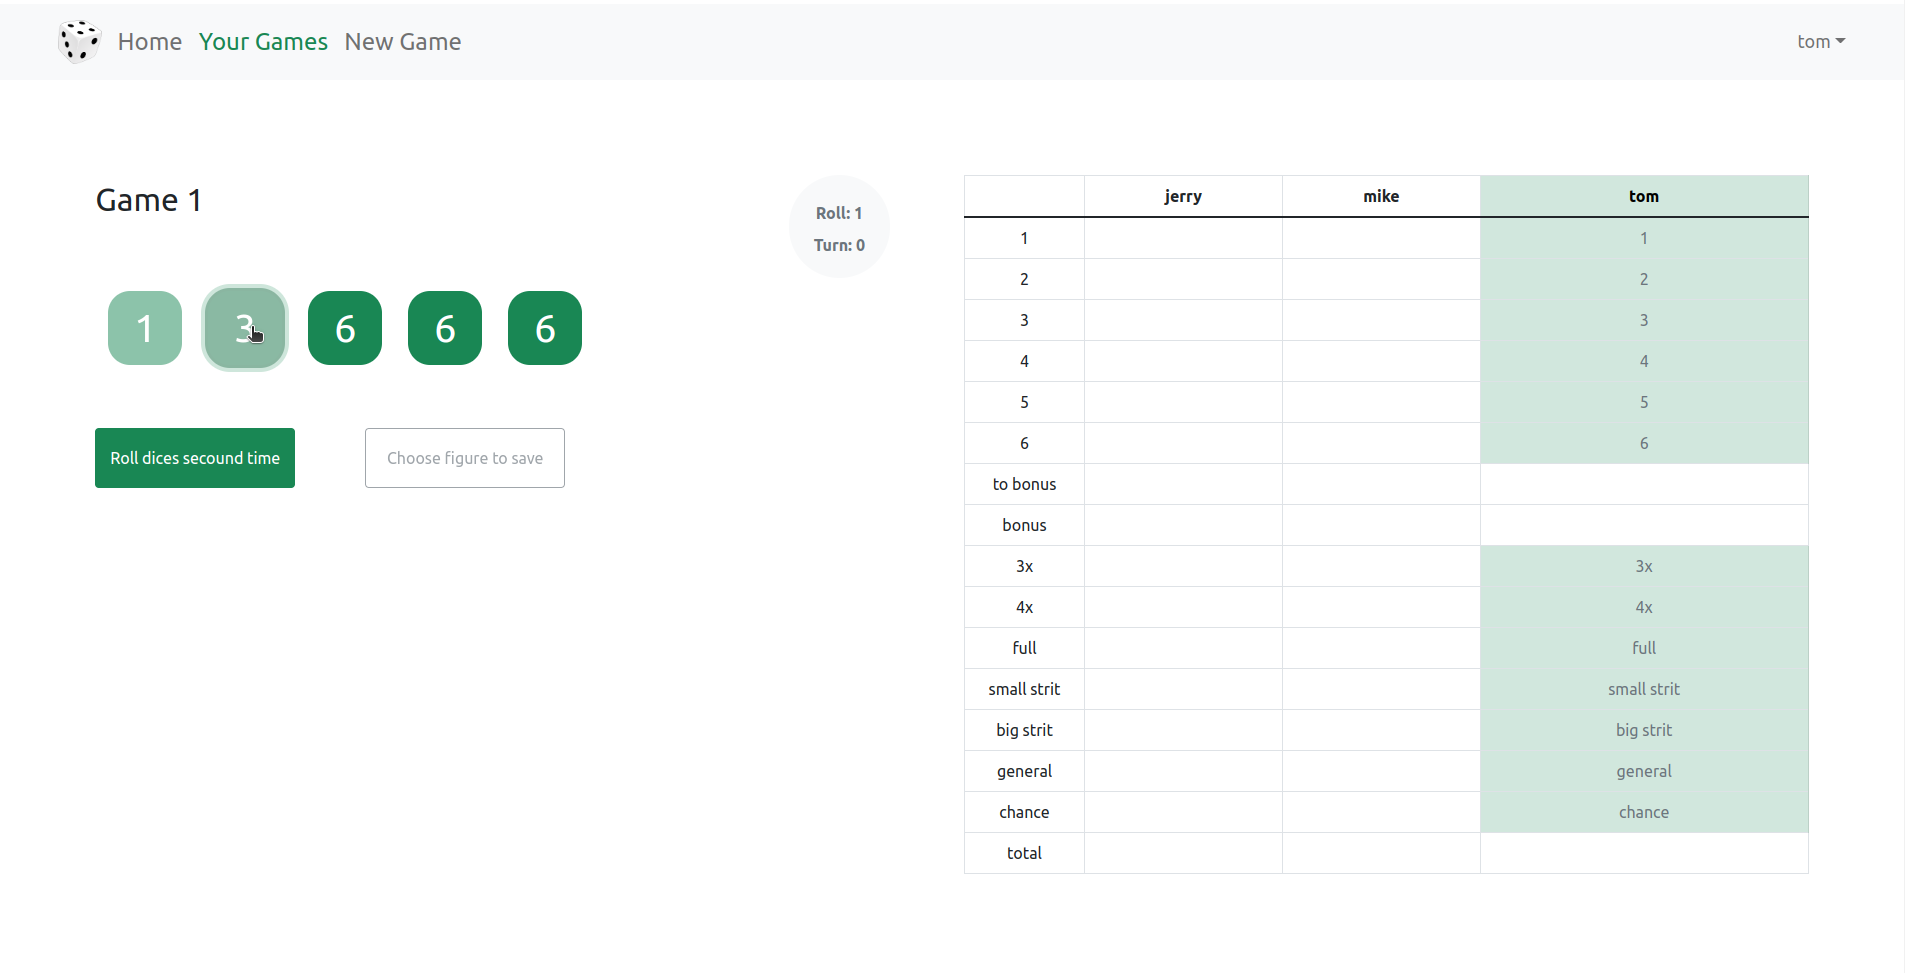 Home Your Games New Game tom
Game 1
Roll: 1
Turn: 0
1 3 6 6 6
Roll dices secound time Choose figure to save
jerry mike tom
1 1
2 2
3 3
4 4
5 5
6 6
to bonus
bonus
3x 3x
4x 4x
full full
small strit small strit
big strit big strit
general general
chance chance
total